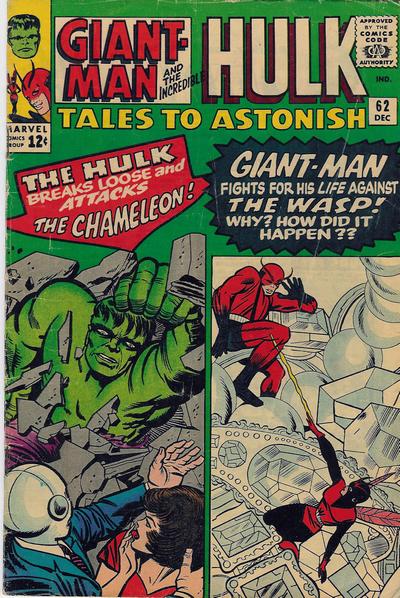 GIANT-
MAN
AND THE
INCREDIBLE
HULK
APPROVED
BY THE
COMICS
CODE
AUTHORITY
IND.
TALES TO ASTONISH
62
DEC
MARVEL
COMICS
GROUP
12¢
THE HULK
BREAKS LOOSE and
ATTACKS
THE CHAMELEON!
GIANT-MAN
FIGHTS FOR HIS LIFE AGAINST
THE WASP!
WHY? HOW DID IT
HAPPEN??